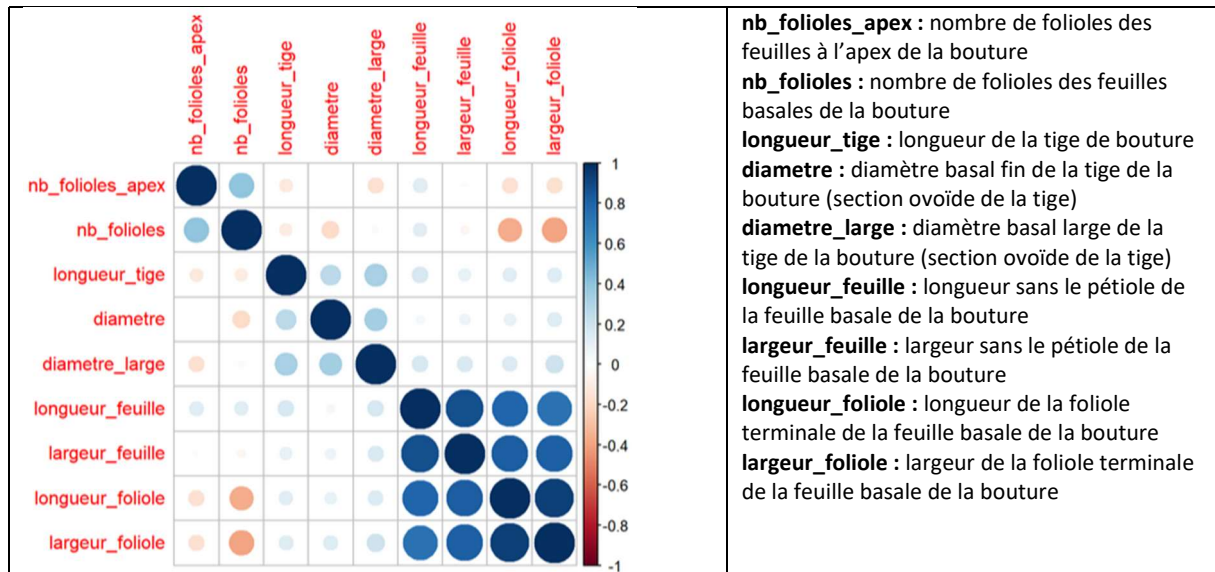 nb_folioles_apex
nb_folioles
longueur_tige
diametre
diametre_large
longueur_feuille
largeur_feuille
longueur_foliole
largeur_foliole
nb_folioles_apex
nb_folioles
longueur_tige
diametre
diametre_large
longueur_feuille
largeur_feuille
longueur_foliole
largeur_foliole
1
0.8
0.6
0.4
0.2
0
-0.2
-0.4
-0.6
-0.8
-1
nb_folioles_apex : nombre de folioles des
feuilles à l’apex de la bouture
nb_folioles : nombre de folioles des feuilles
basales de la bouture
longueur_tige : longueur de la tige de bouture
diametre : diamètre basal fin de la tige de la
bouture (section ovoïde de la tige)
diametre_large : diamètre basal large de la
tige de la bouture (section ovoïde de la tige)
longueur_feuille : longueur sans le pétiole de
la feuille basale de la bouture
largeur_feuille : largeur sans le pétiole de la
feuille basale de la bouture
longueur_foliole : longueur de la foliole
terminale de la feuille basale de la bouture
largeur_foliole : largeur de la foliole terminale
de la feuille basale de la bouture